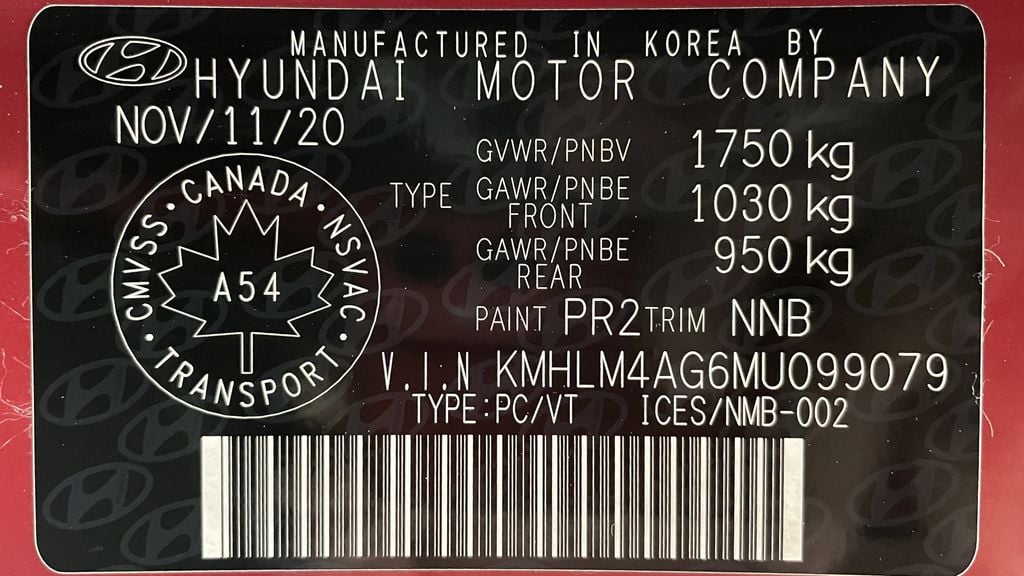 MANUFACTURED IN KOREA BY
HYUNDAI MOTOR COMPANY
NOV/11/20
GVWR/PNBV 1750 kg
TYPE GAWR/PNBE FRONT 1030 kg
GAWR/PNBE REAR 950 kg
CANADA · NSVAC · TRANSPORT · CMVSS ·
A54
PAINT PR2 TRIM NNB
V.I.N KMHLM4AG6MU099079
TYPE:PC/VT ICES/NMB-002